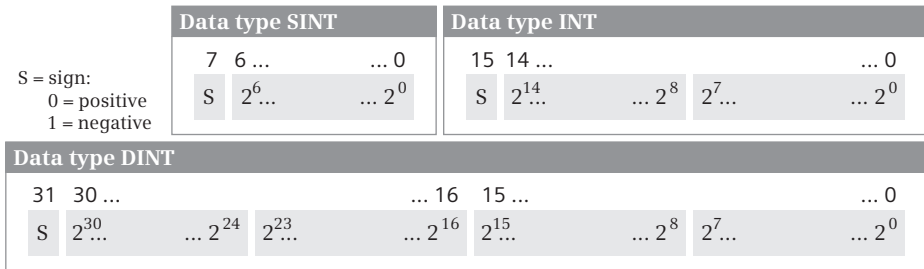 Data type SINT
7 6 ... ... 0
S 2^6... ... 2^0
Data type INT
15 14 ... ... 0
S 2^14... ... 2^8 2^7... ... 2^0
S = sign:
0 = positive
1 = negative
Data type DINT
31 30 ... ... 16 15 ... ... 0
S 2^30... ... 2^24 2^23... ... 2^16 2^15... ... 2^8 2^7... ... 2^0